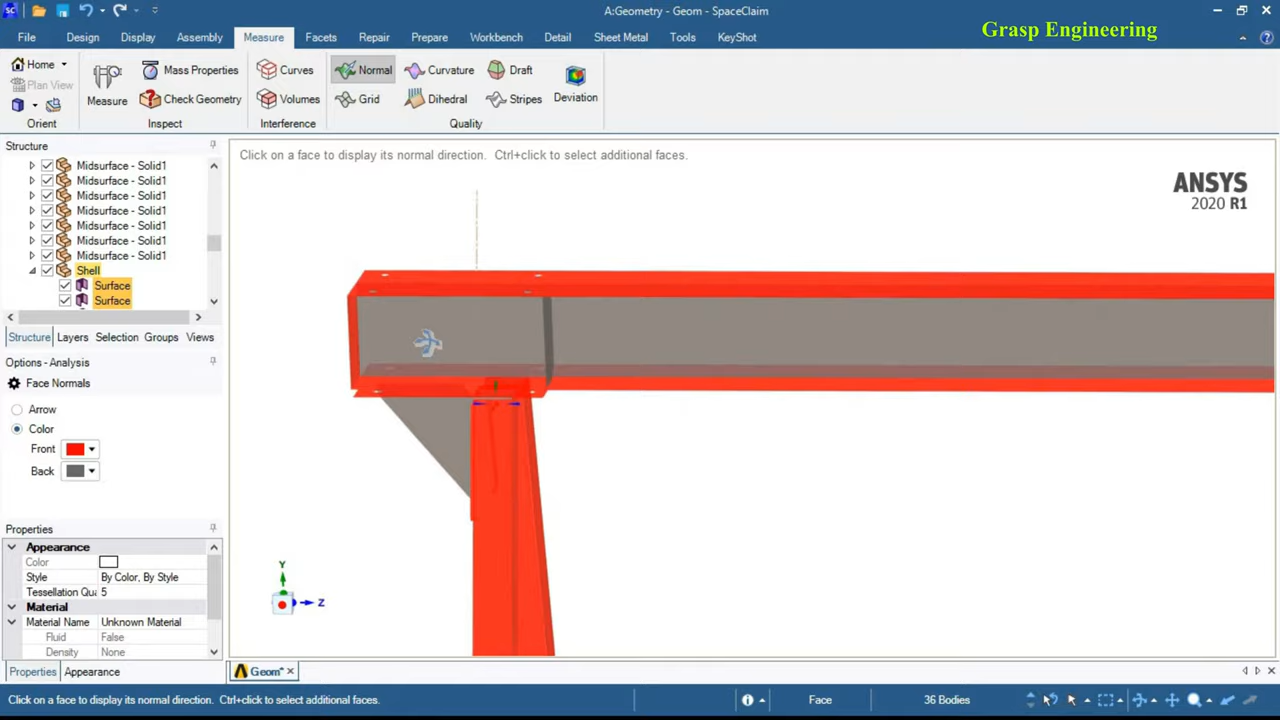 A:Geometry - Geom - SpaceClaim
Grasp Engineering
File Design Display Assembly Measure Facets Repair Prepare Workbench Detail Sheet Metal Tools KeyShot
Home
Plan View
Orient
Measure
Mass Properties
Check Geometry
Inspect
Curves
Volumes
Interference
Normal
Grid
Curvature
Dihedral
Draft
Stripes
Quality
Deviation
Structure
Midsurface - Solid1
Midsurface - Solid1
Midsurface - Solid1
Midsurface - Solid1
Midsurface - Solid1
Midsurface - Solid1
Midsurface - Solid1
Shell
Surface
Surface
Structure Layers Selection Groups Views
Options - Analysis
Face Normals
Arrow
Color
Front
Back
Properties
Appearance
Color
Style By Color, By Style
Tessellation Qua 5
Material
Material Name Unknown Material
Fluid False
Density None
Properties Appearance
Click on a face to display its normal direction. Ctrl+click to select additional faces.
ANSYS
2020 R1
Y
Z
Geom*
Click on a face to display its normal direction. Ctrl+click to select additional faces.
Face
36 Bodies